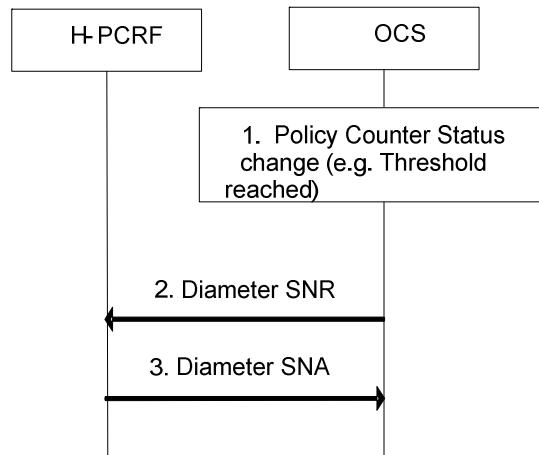 H-PCRF
OCS
1. Policy Counter Status
change (e.g. Threshold
reached)
2. Diameter SNR
3. Diameter SNA